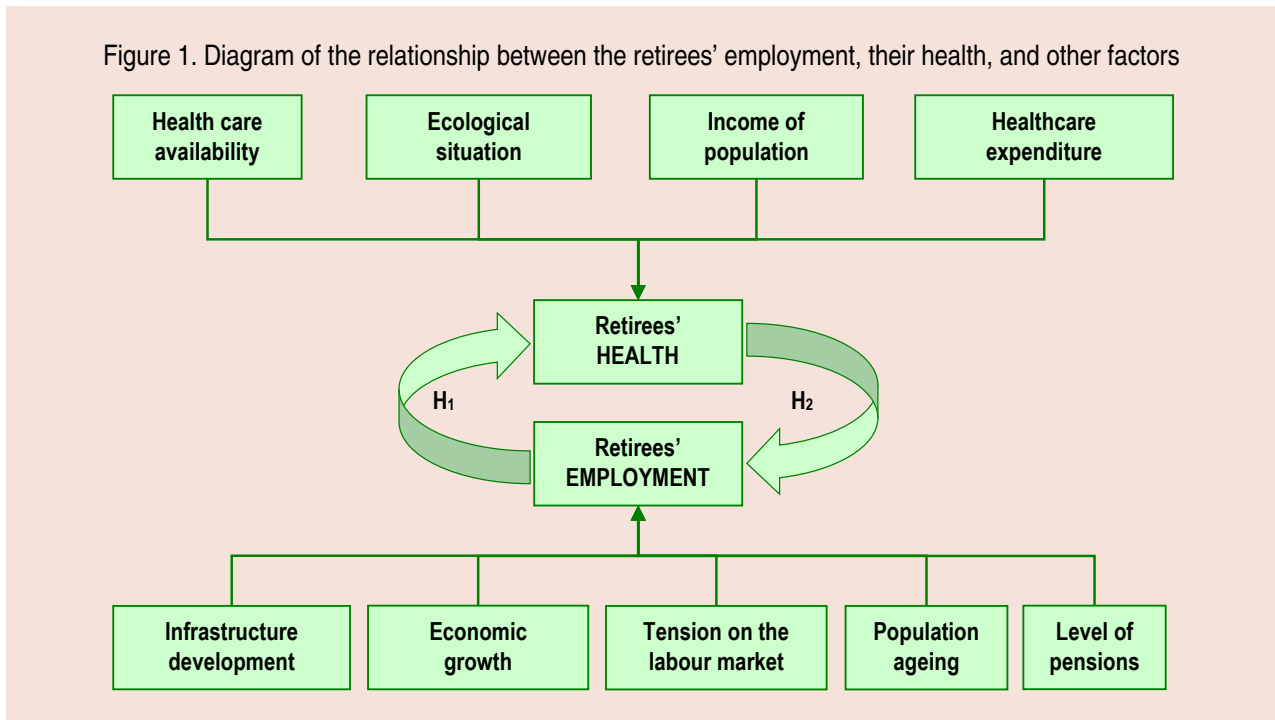 Figure 1. Diagram of the relationship between the retirees’ employment, their health, and other factors
Health care
availability
Ecological
situation
Income of
population
Healthcare
expenditure
Retirees’
HEALTH
H₁
H₂
Retirees’
EMPLOYMENT
Infrastructure
development
Economic
growth
Tension on the
labour market
Population
ageing
Level of
pensions